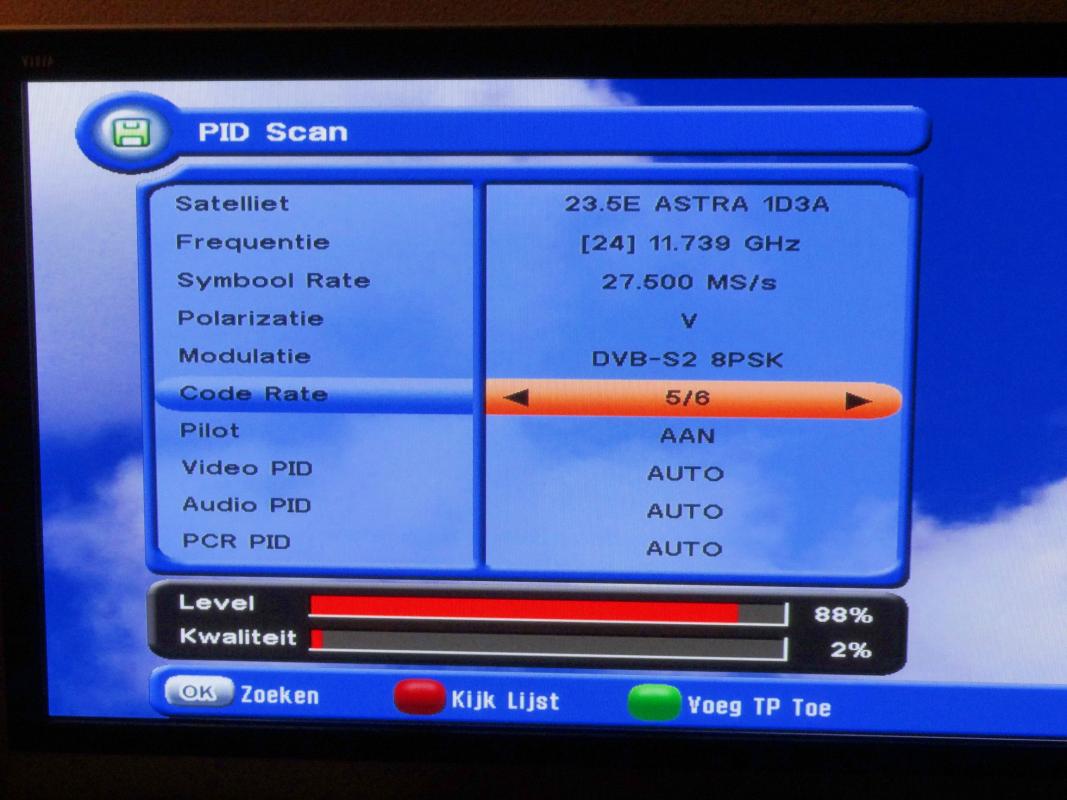 PID Scan
Satelliet 23.5E ASTRA 1D3A
Frequentie [24] 11.739 GHz
Symbool Rate 27.500 MS/s
Polarizatie V
Modulatie DVB-S2 8PSK
Code Rate 5/6
Pilot AAN
Video PID AUTO
Audio PID AUTO
PCR PID AUTO
Level 88%
Kwaliteit 2%
OK Zoeken Kijk Lijst Voeg TP Toe